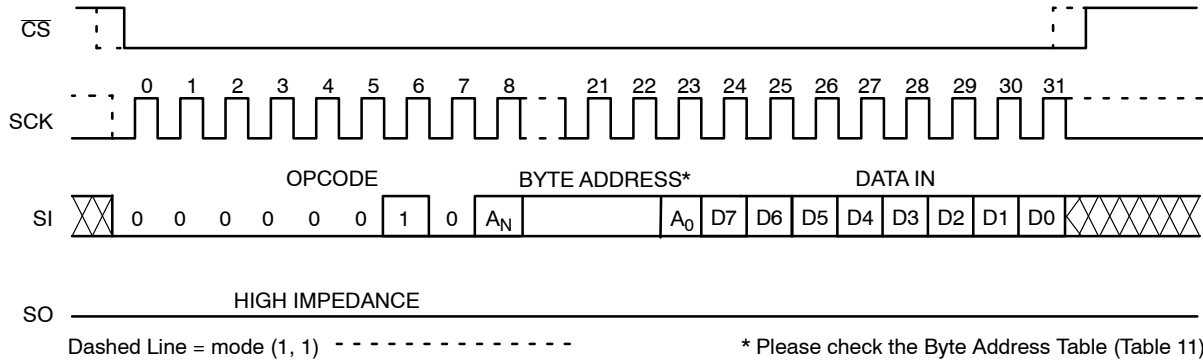 CS
0 1 2 3 4 5 6 7 8 21 22 23 24 25 26 27 28 29 30 31
SCK
OPCODE BYTE ADDRESS* DATA IN
SI 0 0 0 0 0 0 1 0 AN A0 D7 D6 D5 D4 D3 D2 D1 D0
HIGH IMPEDANCE
SO
Dashed Line = mode (1, 1) * Please check the Byte Address Table (Table 11)